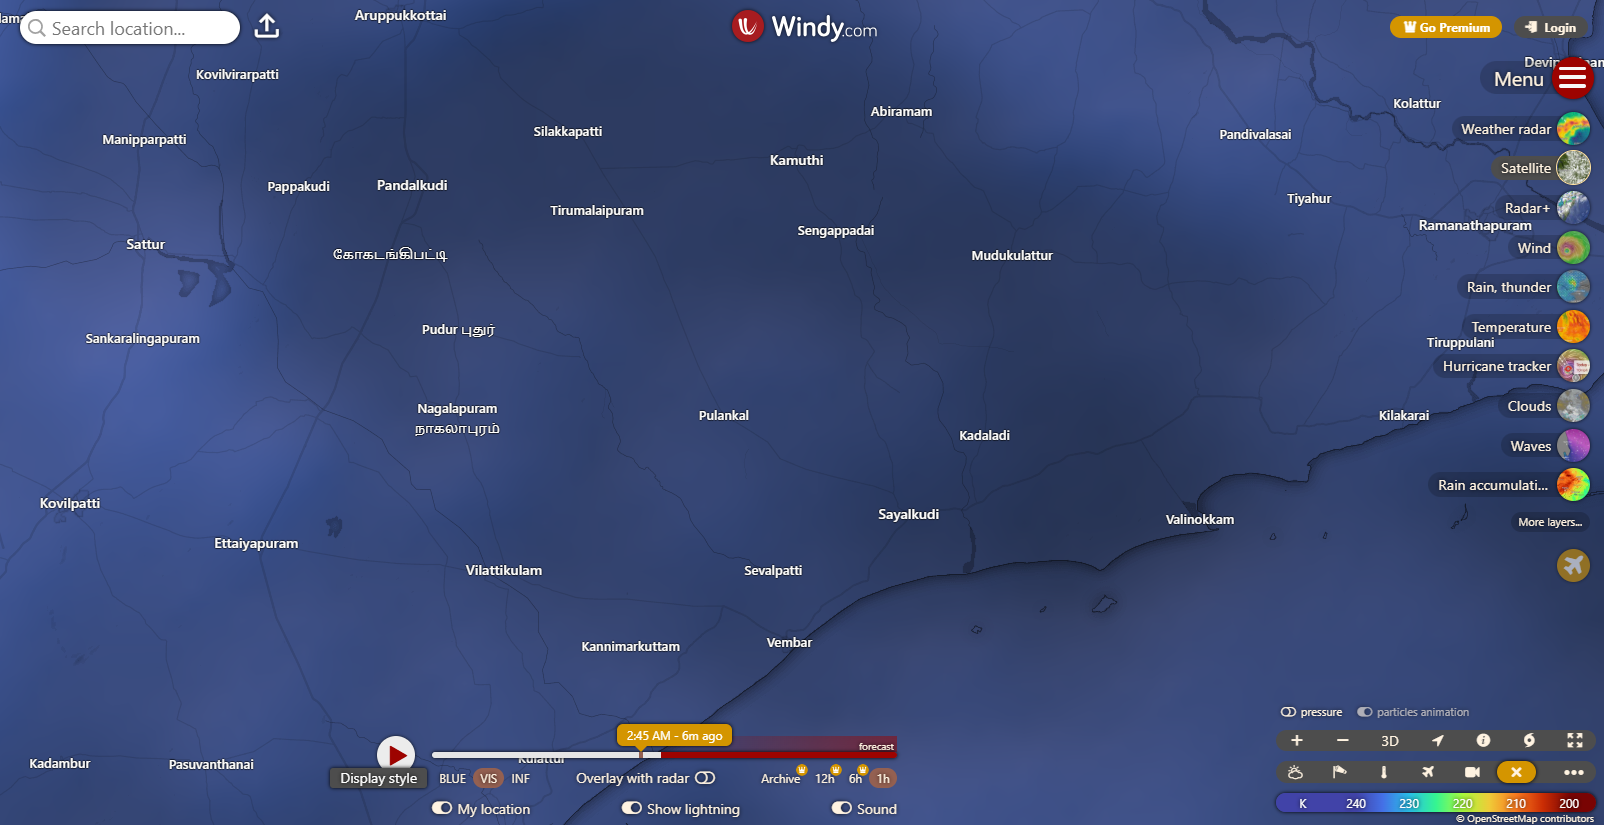 Search location...
Aruppukkottai
Windy.com
Go Premium
Login
Menu
Kovilvirarpatti
Abiramam
Kolattur
Manipparpatti
Silakkapatti
Pandivalasai
Weather radar
Kamuthi
Satellite
Pappakudi
Pandalkudi
Tiyahur
Tirumalaipuram
Radar+
Sengappadai
Ramanathapuram
Sattur
கோகடங்கிபட்டி
Mudukulattur
Wind
Rain, thunder
Sankaralingapuram
Pudur புதுர்
Temperature
Tiruppulani
Hurricane tracker
Nagalapuram
நாகலாபுரம்
Pulankal
Kilakarai
Clouds
Kadaladi
Waves
Rain accumulati...
Kovilpatti
Sayalkudi
Valinokkam
More layers...
Ettaiyapuram
Vilattikulam
Sevalpatti
Kannimarkuttam
Vembar
pressure
particles animation
2:45 AM - 6m ago
forecast
3D
Kadambur
Pasuvanthanai
Kulattur
Display style
BLUE
VIS
INF
Overlay with radar
Archive
12h
6h
1h
My location
Show lightning
Sound
K 240 230 220 210 200
© OpenStreetMap contributors